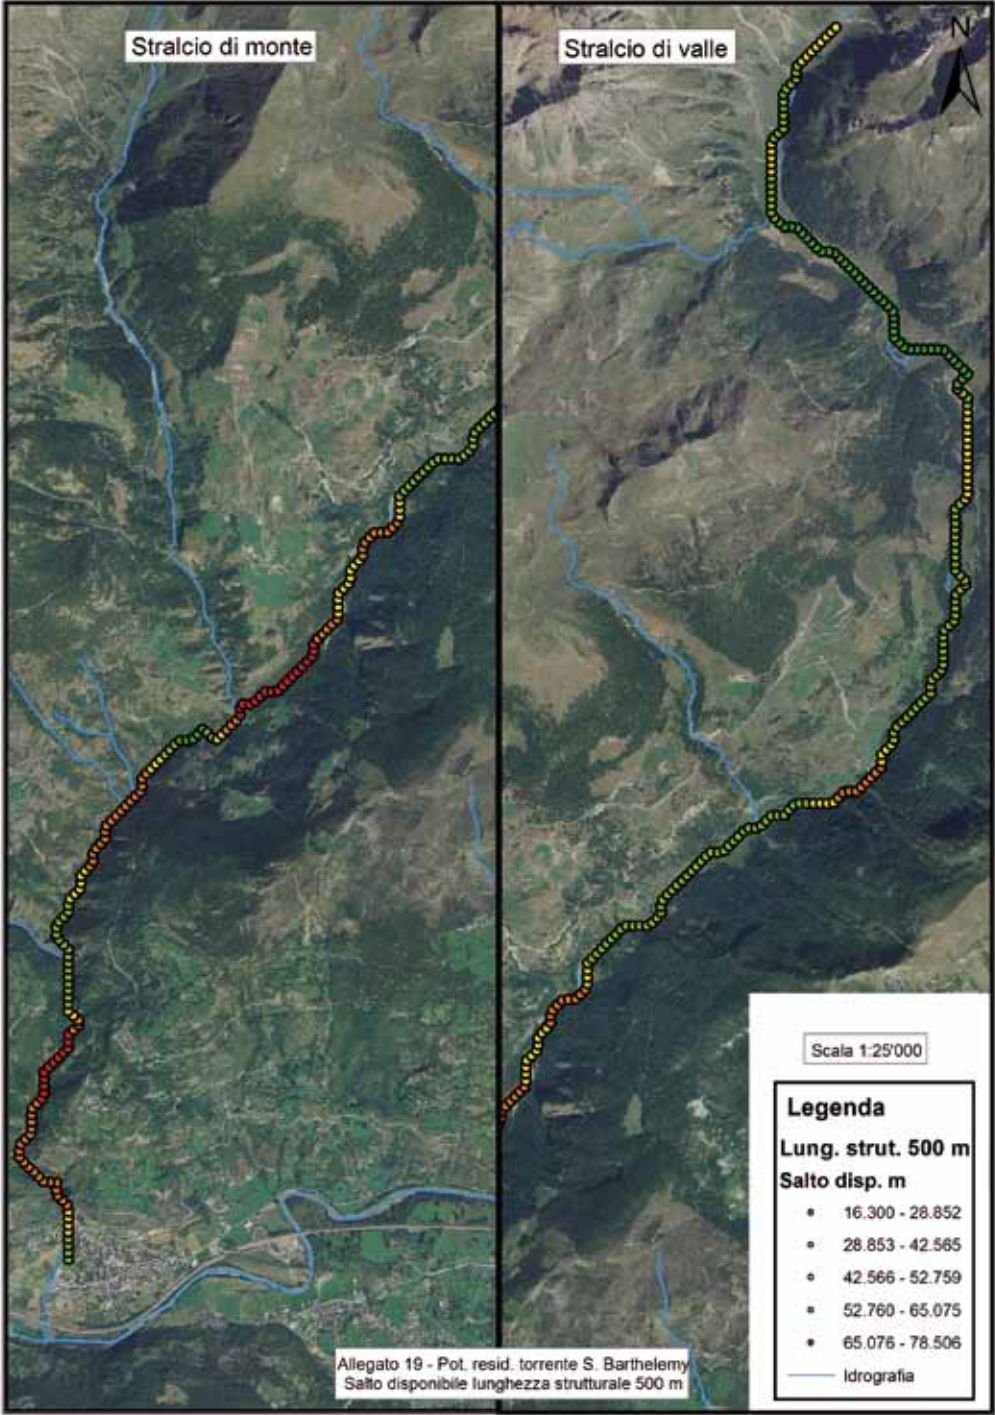 Stralcio di monte
Stralcio di valle
N
Scala 1:25'000
Legenda
Lung. strut. 500 m
Salto disp. m
16.300 - 28.852
28.853 - 42.565
42.566 - 52.759
52.760 - 65.075
65.076 - 78.506
Idrografia
Allegato 19 - Pot. resid. torrente S. Barthelemy
Salto disponibile lunghezza strutturale 500 m